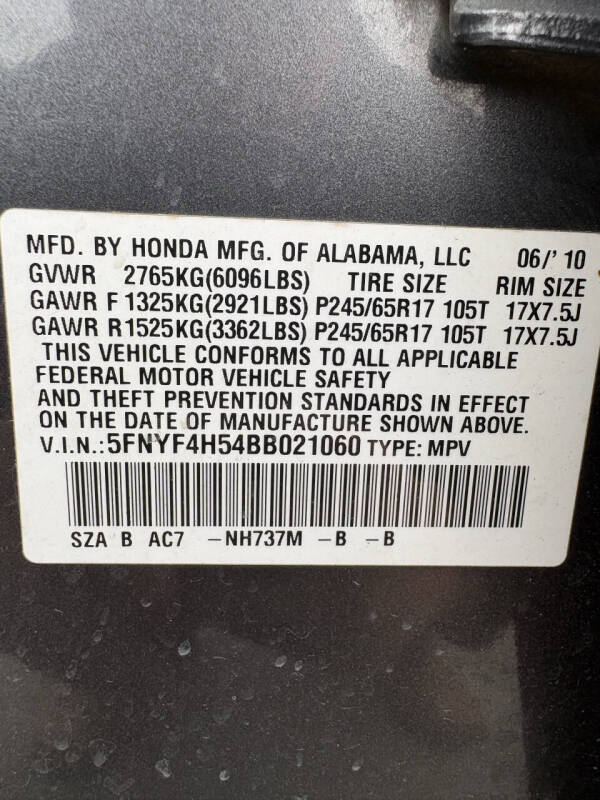 MFD. BY HONDA MFG. OF ALABAMA, LLC 06/' 10
GVWR 2765KG(6096LBS) TIRE SIZE RIM SIZE
GAWR F 1325KG(2921LBS) P245/65R17 105T 17X7.5J
GAWR R1525KG(3362LBS) P245/65R17 105T 17X7.5J
THIS VEHICLE CONFORMS TO ALL APPLICABLE
FEDERAL MOTOR VEHICLE SAFETY
AND THEFT PREVENTION STANDARDS IN EFFECT
ON THE DATE OF MANUFACTURE SHOWN ABOVE.
V.I.N.:5FNYF4H54BB021060 TYPE: MPV
SZA B AC7 -NH737M -B -B